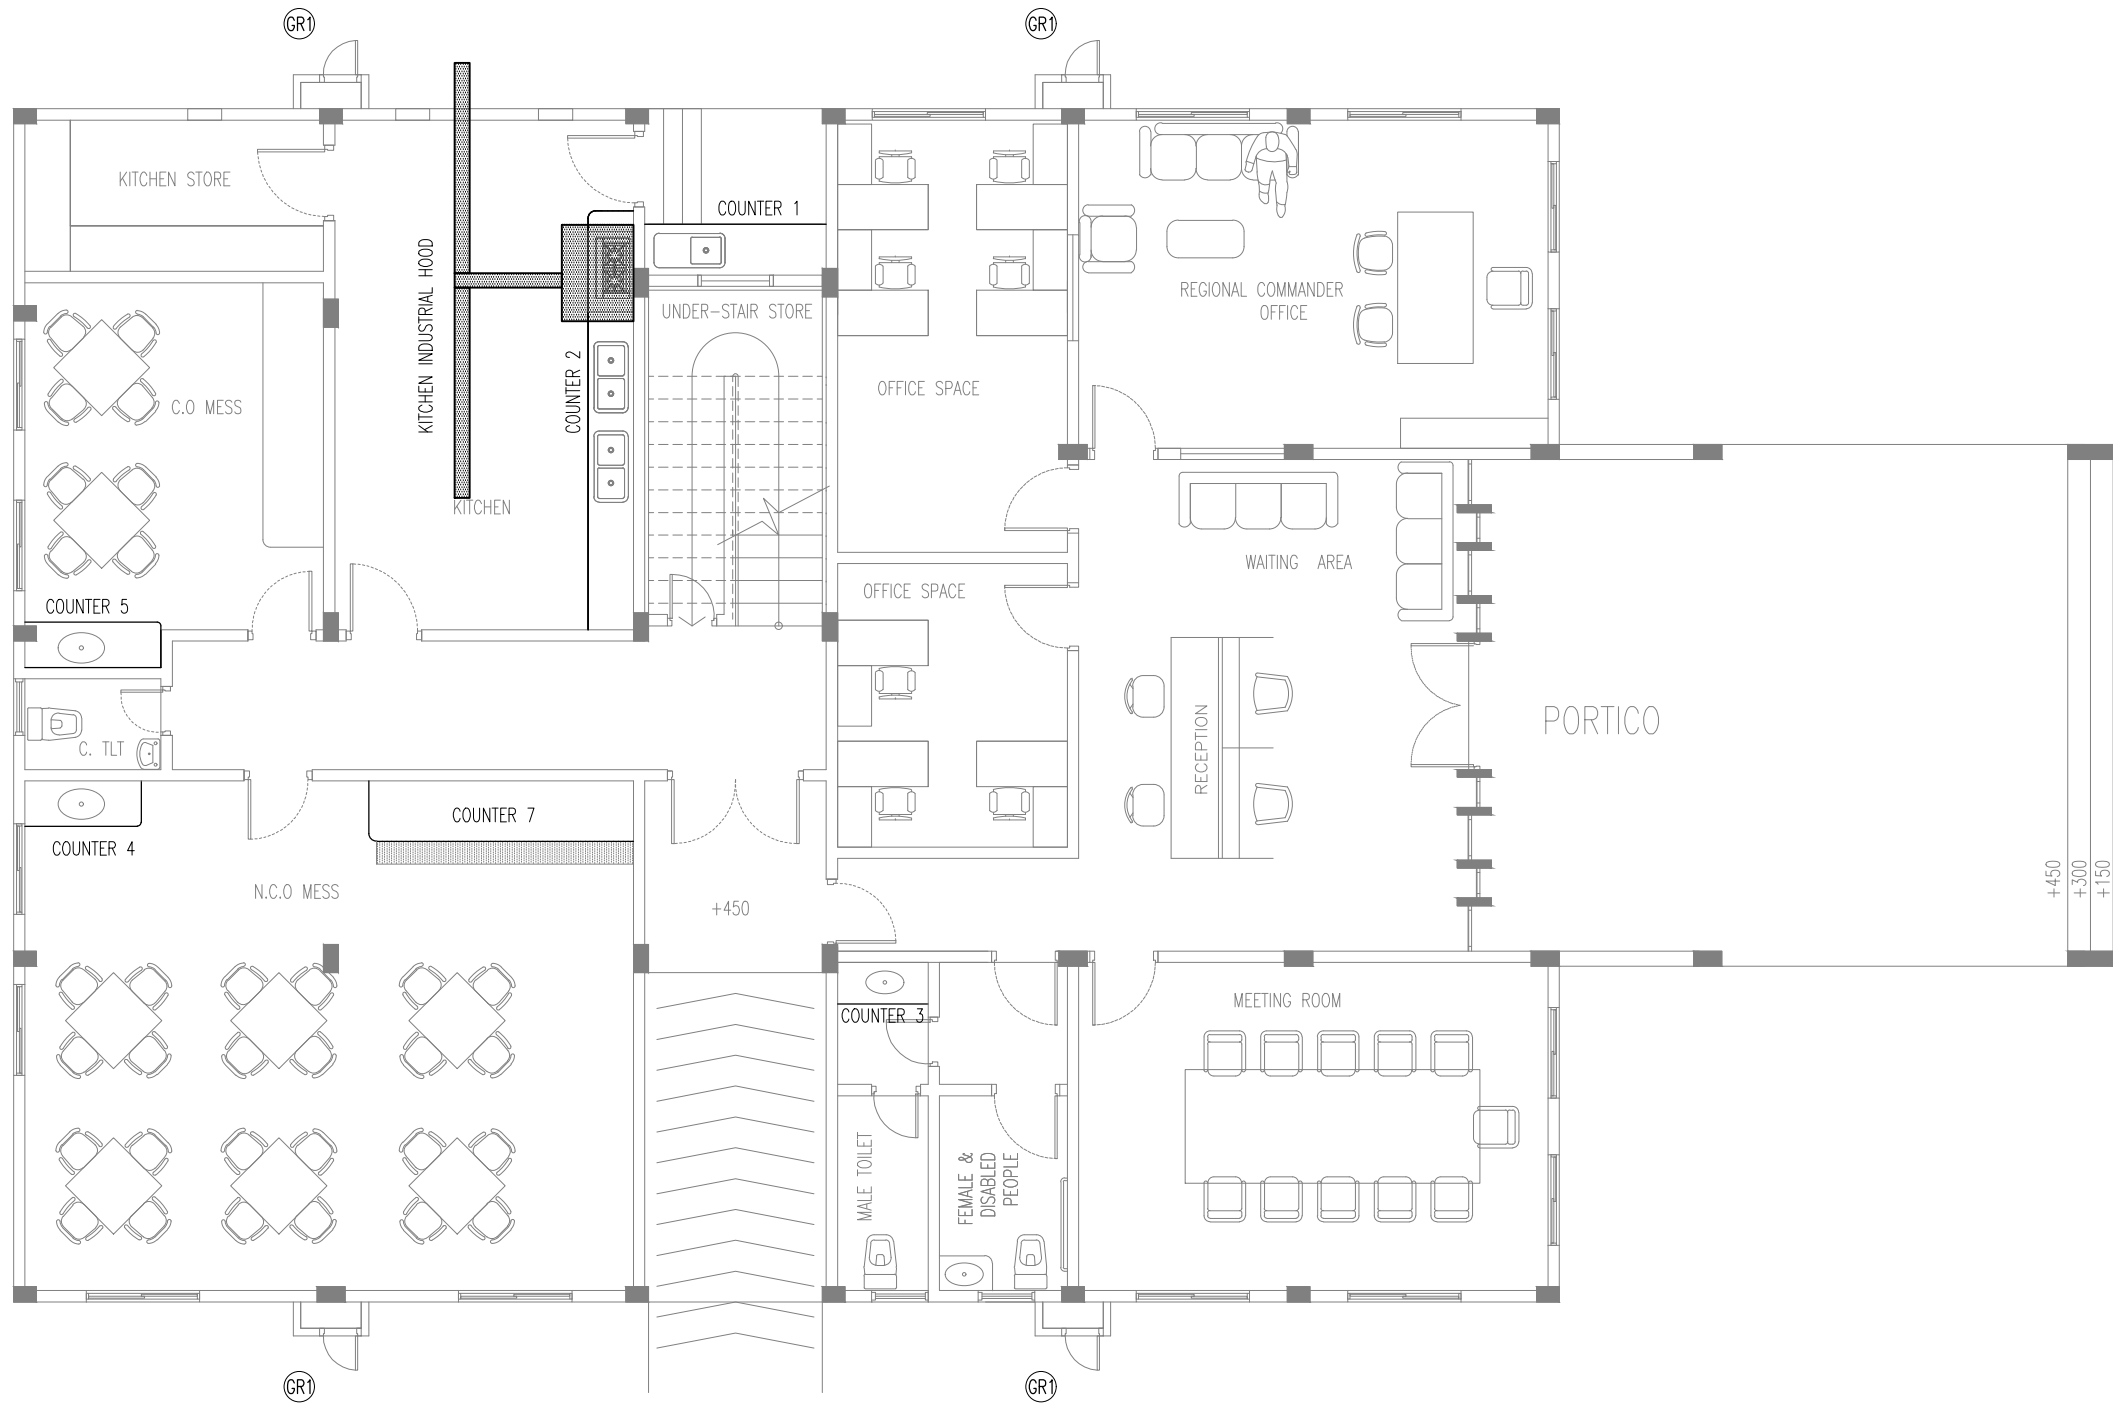 GR1
GR1
KITCHEN STORE
COUNTER 1
KITCHEN INDUSTRIAL HOOD
UNDER-STAIR STORE
REGIONAL COMMANDER
OFFICE
COUNTER 2
OFFICE SPACE
C.O MESS
KITCHEN
WAITING AREA
OFFICE SPACE
COUNTER 5
PORTICO
RECEPTION
C. TLT
COUNTER 7
COUNTER 4
N.C.O MESS
+450
+450
+300
+150
MEETING ROOM
COUNTER 3
MALE TOILET
FEMALE &
DISABLED
PEOPLE
GR1
GR1